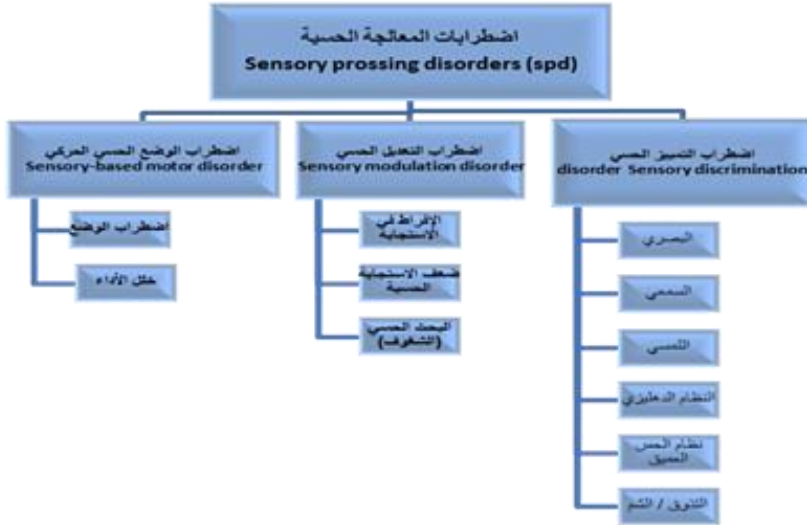 اضطرابات المعالجة الحسية
Sensory prossing disorders (spd)
اضطراب التمييز الحسي
disorder Sensory discrimination
البصري
السمعي
اللمسي
النظام الدهليزي
نظام الحس
العميق
التذوق / الشم
اضطراب التعديل الحسي
Sensory modulation disorder
الإفراط في
الاستجابة
ضعف الاستجابة
الحسية
البحث الحسي
(الشغوف)
اضطراب الوضع الحسي الحركي
Sensory-based motor disorder
اضطراب الوضع
خلل الأداء